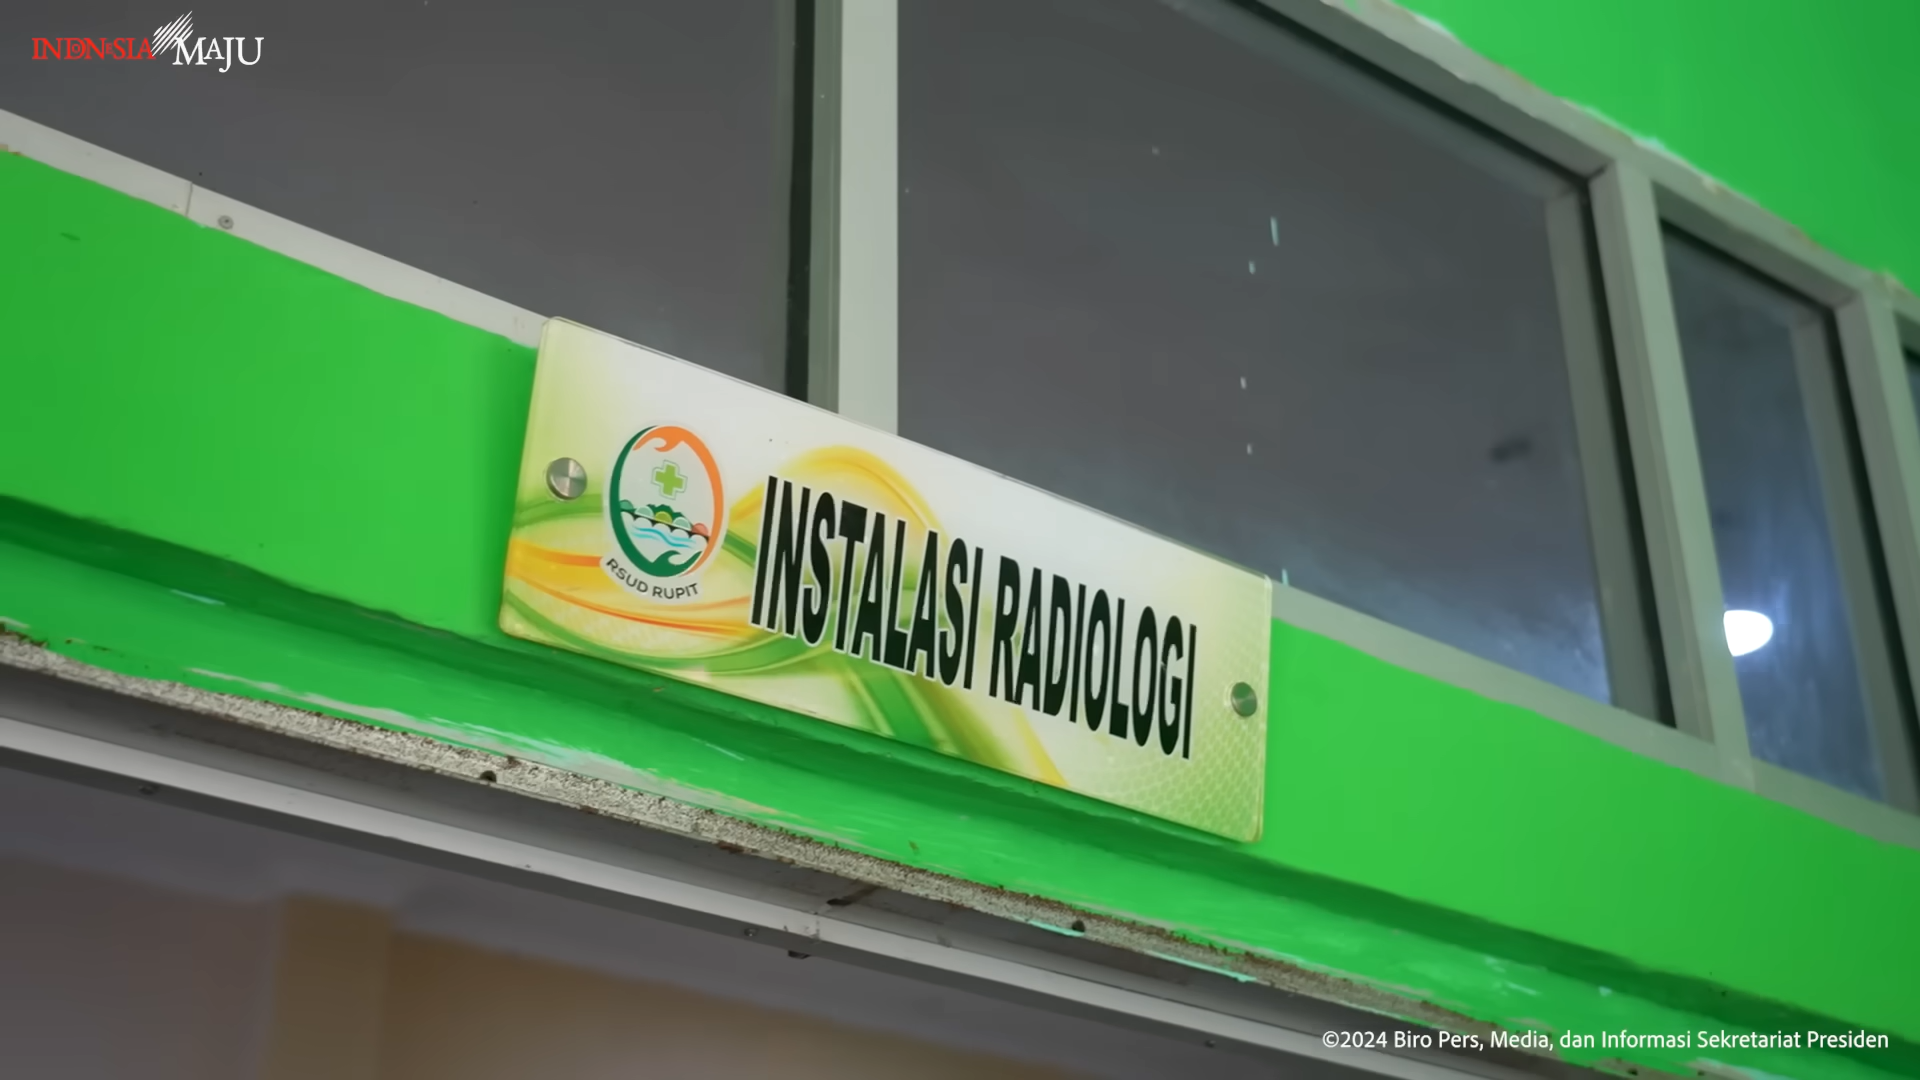 INDONESIA MAJU
RSUD RUPIT
INSTALASI RADIOLOGI
©2024 Biro Pers, Media, dan Informasi Sekretariat Presiden